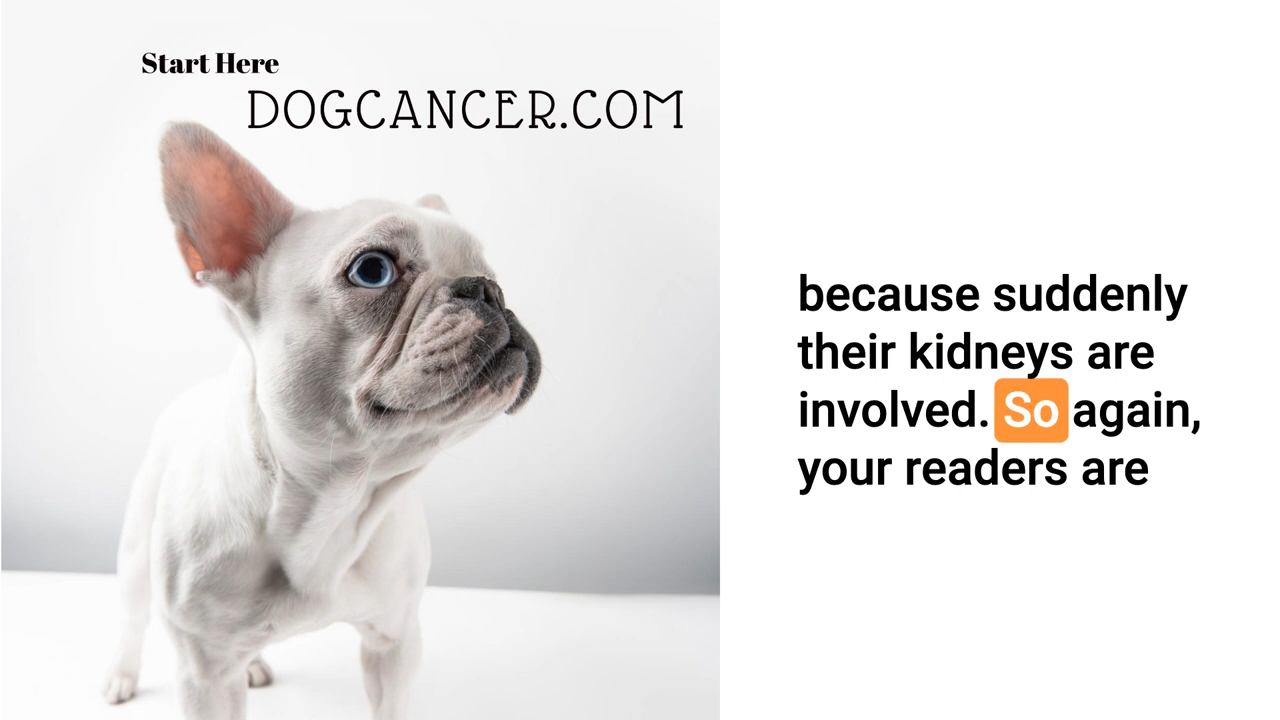 Start Here
DOGCANCER.COM
because suddenly
their kidneys are
involved. So again,
your readers are